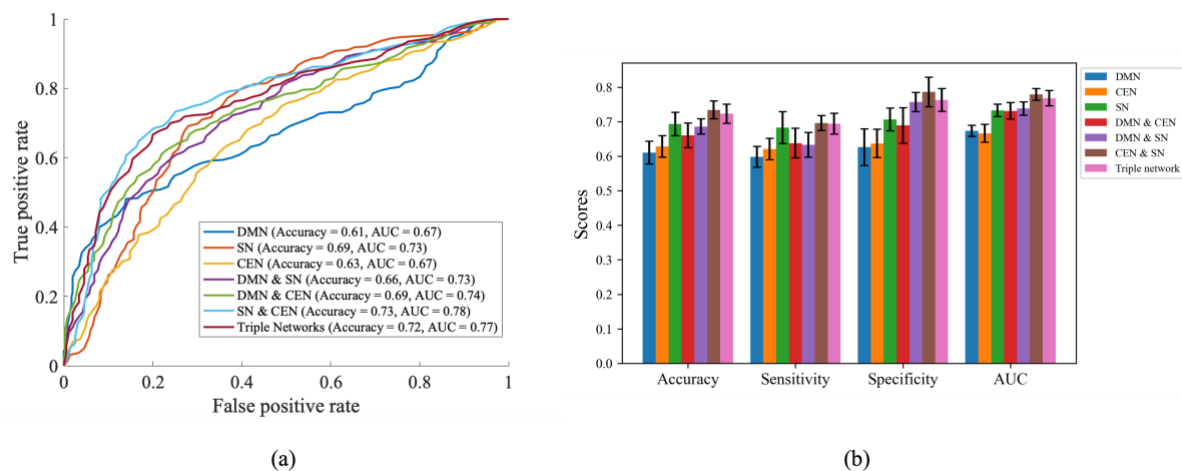 1
0.8
0.6
0.4
0.2
0
0
0.2
0.4
0.6
0.8
1
True positive rate
False positive rate
DMN (Accuracy = 0.61, AUC = 0.67)
SN (Accuracy = 0.69, AUC = 0.73)
CEN (Accuracy = 0.63, AUC = 0.67)
DMN & SN (Accuracy = 0.66, AUC = 0.73)
DMN & CEN (Accuracy = 0.69, AUC = 0.74)
SN & CEN (Accuracy = 0.73, AUC = 0.78)
Triple Networks (Accuracy = 0.72, AUC = 0.77)
(a)
0.8
0.7
0.6
0.5
0.4
0.3
0.2
0.1
0.0
Scores
Accuracy
Sensitivity
Specificity
AUC
DMN
CEN
SN
DMN & CEN
DMN & SN
CEN & SN
Triple network
(b)